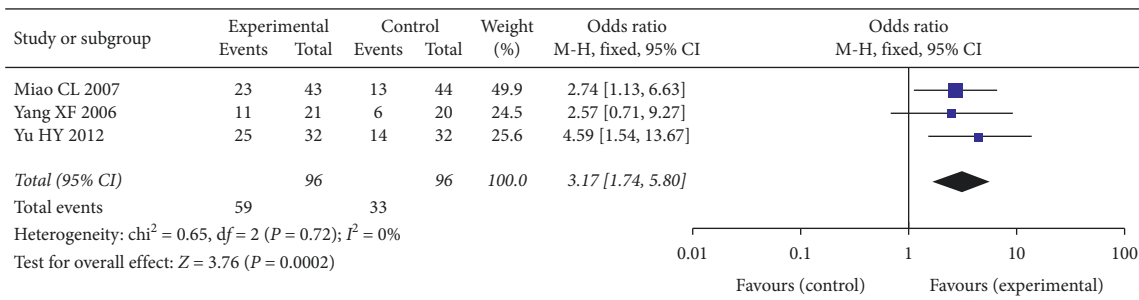 Study or subgroup Experimental Control Weight Odds ratio Odds ratio
Events Total Events Total (%) M-H, fixed, 95% CI M-H, fixed, 95% CI
Miao CL 2007 23 43 13 44 49.9 2.74 [1.13, 6.63]
Yang XF 2006 11 21 6 20 24.5 2.57 [0.71, 9.27]
Yu HY 2012 25 32 14 32 25.6 4.59 [1.54, 13.67]
Total (95% CI) 96 96 100.0 3.17 [1.74, 5.80]
Total events 59 33
Heterogeneity: chi² = 0.65, df = 2 (P = 0.72); I² = 0%
Test for overall effect: Z = 3.76 (P = 0.0002)
0.01 0.1 1 10 100
Favours (control) Favours (experimental)